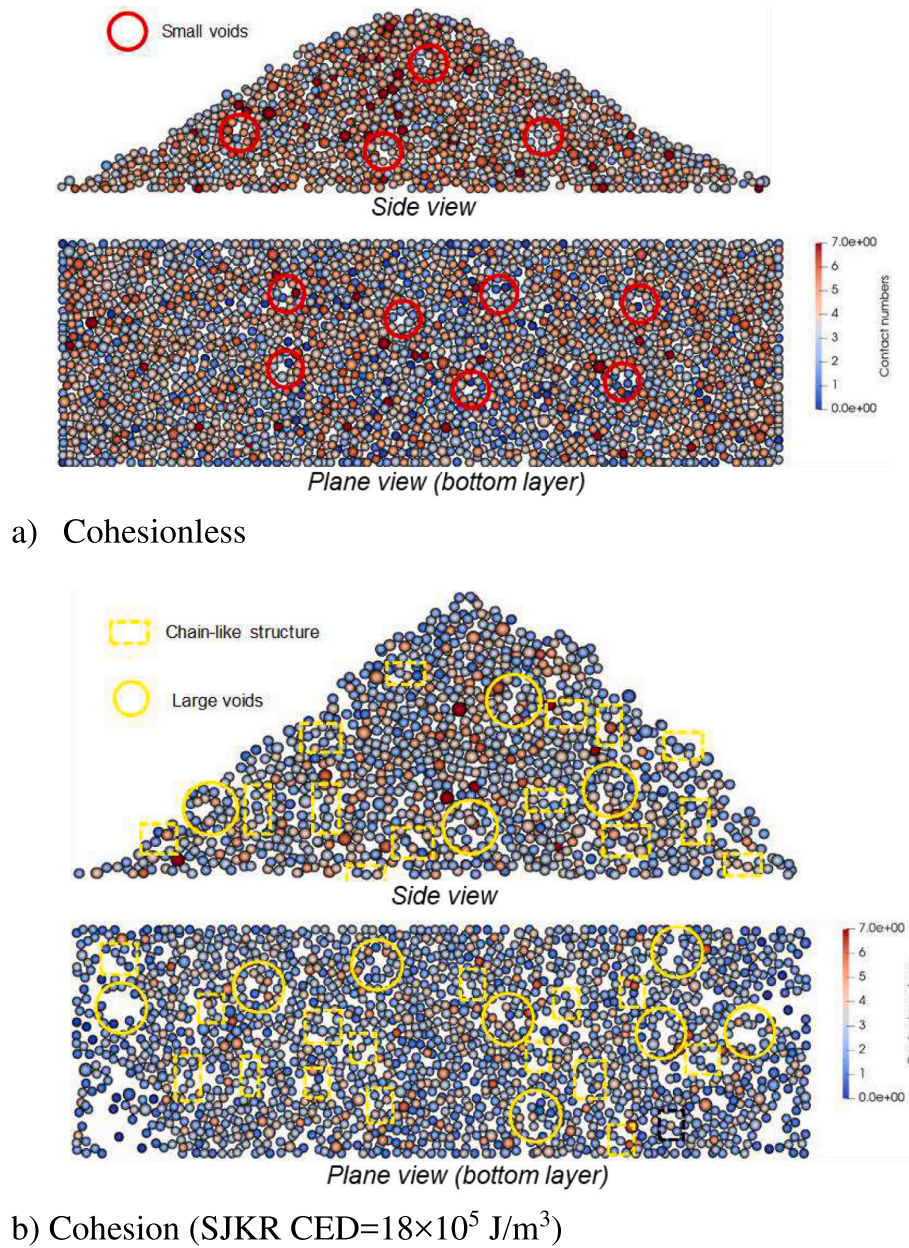 Small voids
Side view
7.0e+00
6
5
4
3
2
1
0.0e+00
Contact numbers
Plane view (bottom layer)
a) Cohesionless
Chain-like structure
Large voids
Side view
7.0e+00
6
5
4
3
2
1
0.0e+00
Plane view (bottom layer)
b) Cohesion (SJKR CED=18×10⁵ J/m³)